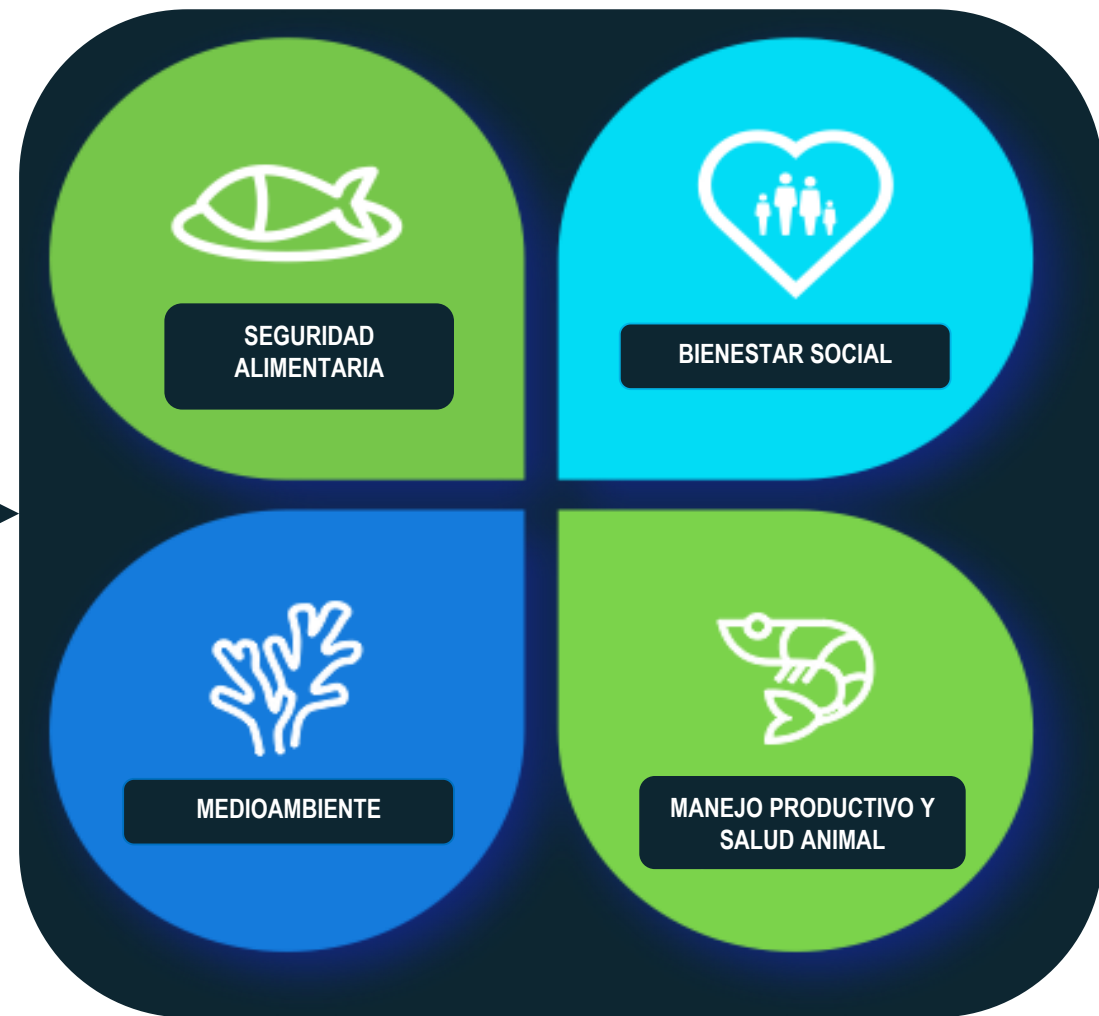 SEGURIDAD
ALIMENTARIA
BIENESTAR SOCIAL
MEDIOAMBIENTE
MANEJO PRODUCTIVO Y
SALUD ANIMAL